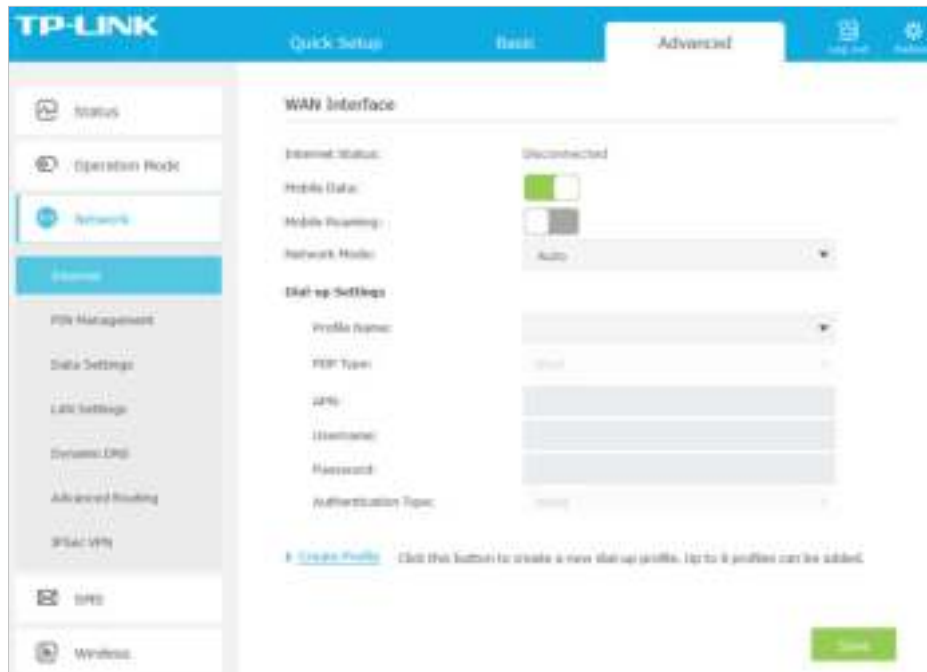 TP-LINK
Quick Setup
Basic
Advanced
Log out
Status
Operation Mode
Network
Internet
PIN Management
Data Settings
LAN Settings
Dynamic DNS
Advanced Routing
IPSec VPN
SMS
Wireless
WAN Interface
Internet Status: Disconnected
Mobile Data:
Mobile Roaming:
Network Mode: Auto
Dial-up Settings
Profile Name:
PDP Type:
APN:
Username:
Password:
Authentication Type:
Create Profile Click this button to create a new dial-up profile. Up to 8 profiles can be added.
Save